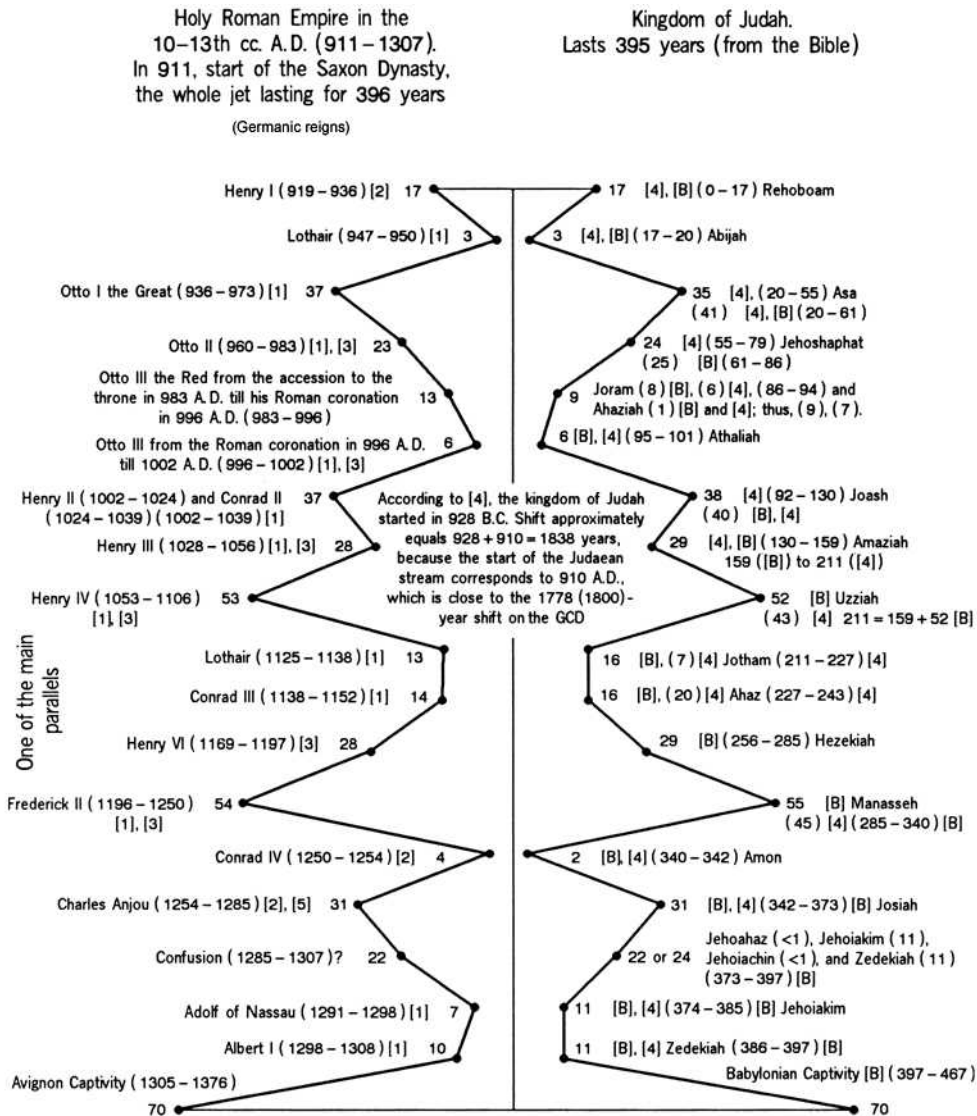 Holy Roman Empire in the
10–13th cc. A.D. (911–1307).
In 911, start of the Saxon Dynasty,
the whole jet lasting for 396 years
(Germanic reigns)
Kingdom of Judah.
Lasts 395 years (from the Bible)
Henry I (919–936) [2] 17
17 [4], [B] (0–17) Rehoboam
Lothair (947–950) [1] 3
3 [4], [B] (17–20) Abijah
Otto I the Great (936–973) [1] 37
35 [4], (20–55) Asa
(41) [4], [B] (20–61)
Otto II (960–983) [1], [3] 23
24 [4] (55–79) Jehoshaphat
(25) [B] (61–86)
Otto III the Red from the accession to the
throne in 983 A.D. till his Roman coronation
in 996 A.D. (983–996)
13
9 Joram (8) [B], (6) [4], (86–94) and
Ahaziah (1) [B] and [4]; thus, (9), (7).
Otto III from the Roman coronation in 996 A.D.
till 1002 A.D. (996–1002) [1], [3]
6
6 [B], [4] (95–101) Athaliah
Henry II (1002–1024) and Conrad II
(1024–1039) (1002–1039) [1]
37
38 [4] (92–130) Joash
(40) [B], [4]
According to [4], the kingdom of Judah
started in 928 B.C. Shift approximately
equals 928 + 910 = 1838 years,
because the start of the Judaean
stream corresponds to 910 A.D.,
which is close to the 1778 (1800)-
year shift on the GCD
Henry III (1028–1056) [1], [3] 28
29 [4], [B] (130–159) Amaziah
159 ([B]) to 211 ([4])
Henry IV (1053–1106) 53
[1], [3]
52 [B] Uzziah
(43) [4] 211 = 159 + 52 [B]
Lothair (1125–1138) [1] 13
16 [B], (7) [4] Jotham (211–227) [4]
Conrad III (1138–1152) [1] 14
16 [B], (20) [4] Ahaz (227–243) [4]
One of the main
parallels
Henry VI (1169–1197) [3] 28
29 [B] (256–285) Hezekiah
Frederick II (1196–1250) 54
[1], [3]
55 [B] Manasseh
(45) [4] (285–340) [B]
Conrad IV (1250–1254) [2] 4
2 [B], [4] (340–342) Amon
Charles Anjou (1254–1285) [2], [5] 31
31 [B], [4] (342–373) [B] Josiah
Confusion (1285–1307)? 22
22 or 24
Jehoahaz (<1), Jehoiakim (11),
Jehoiachin (<1), and Zedekiah (11)
(373–397) [B]
Adolf of Nassau (1291–1298) [1] 7
11 [B], [4] (374–385) [B] Jehoiakim
Albert I (1298–1308) [1] 10
11 [B], [4] Zedekiah (386–397) [B]
Avignon Captivity (1305–1376)
70
Babylonian Captivity [B] (397–467)
70